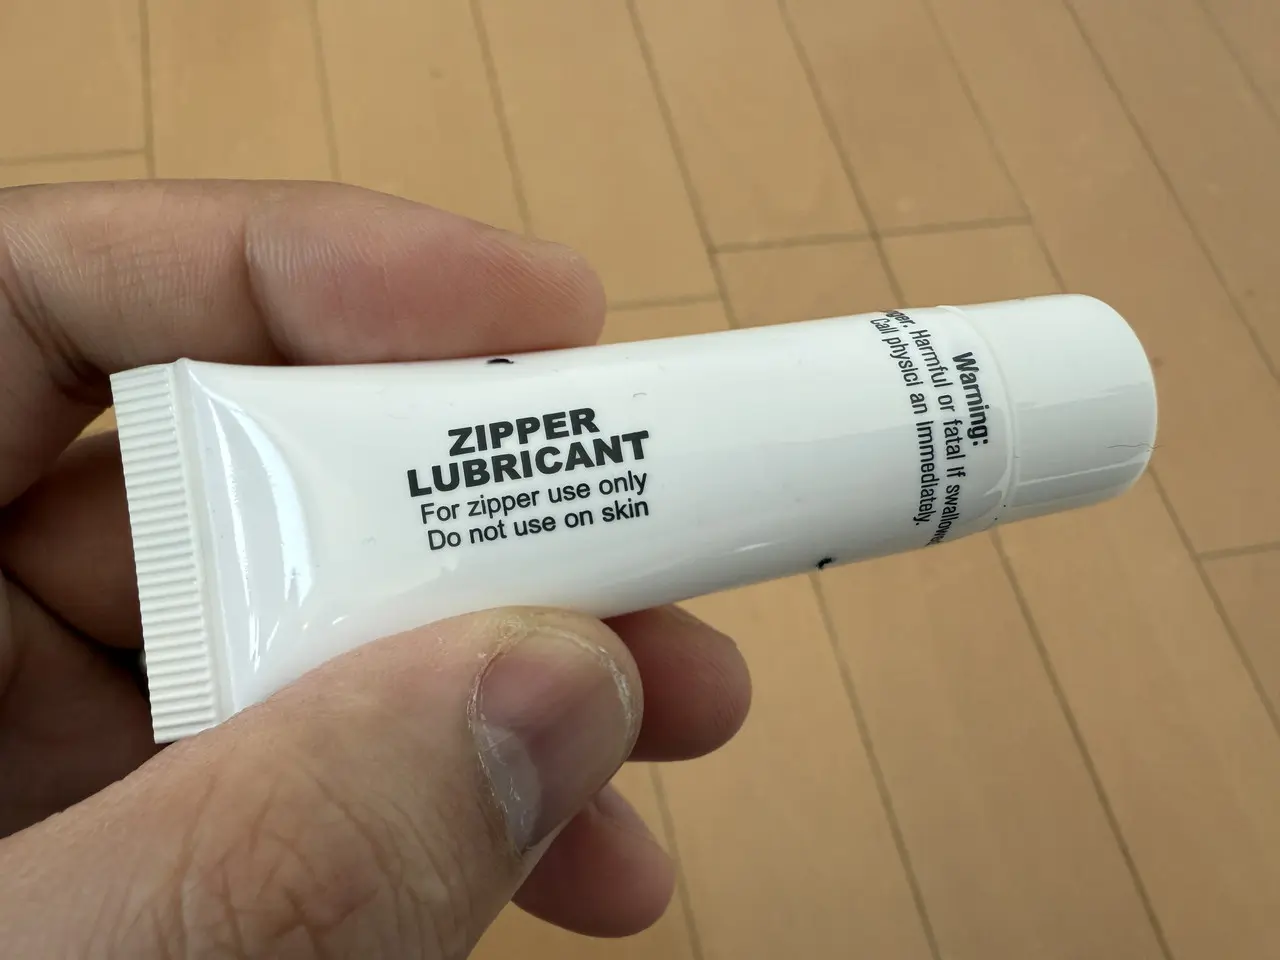 ZIPPER
LUBRICANT
For zipper use only
Do not use on skin
Warning:
Harmful or fatal if
Call physici an immediately.